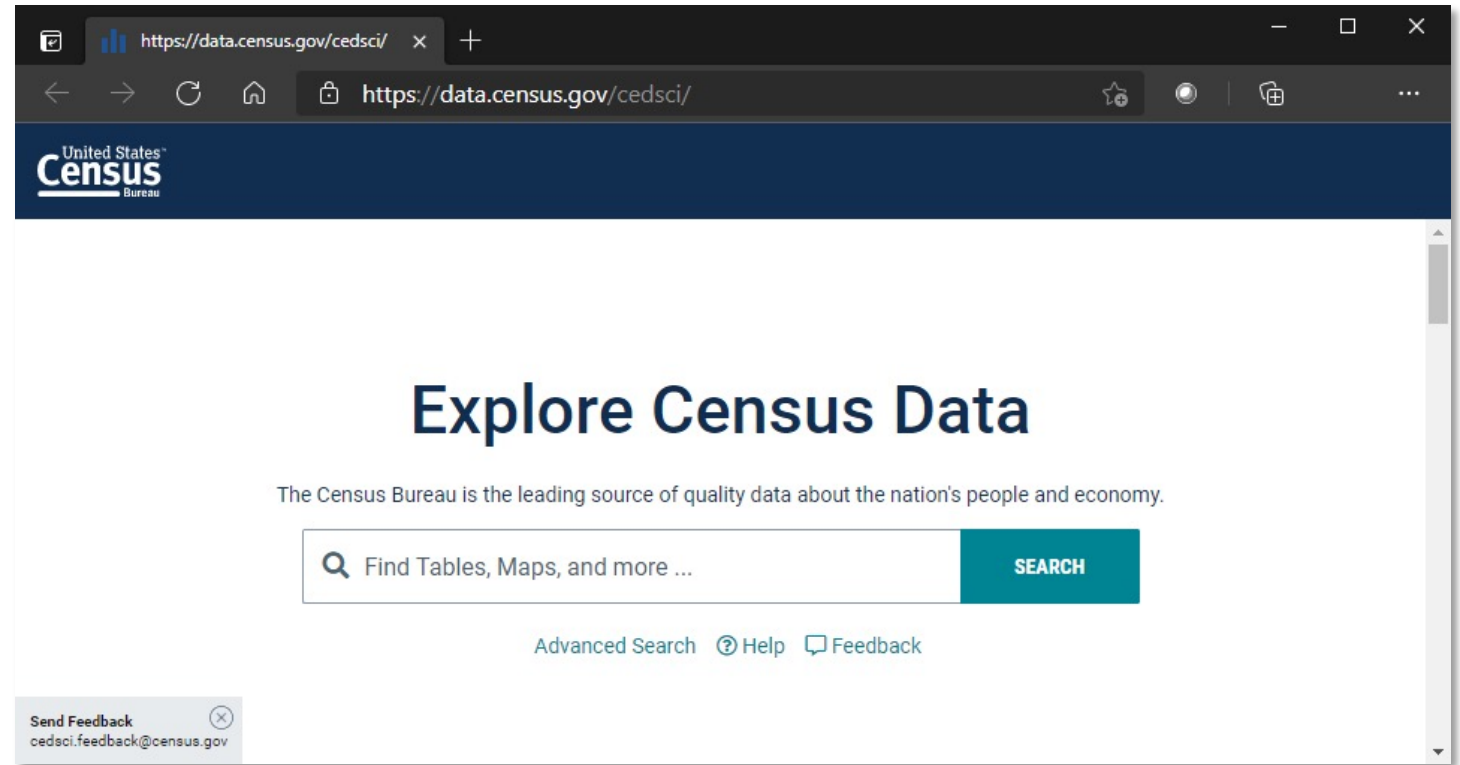 https://data.census.gov/cedsci/
https://data.census.gov/cedsci/
United States™
Census
Bureau
Explore Census Data
The Census Bureau is the leading source of quality data about the nation's people and economy.
Find Tables, Maps, and more ...
SEARCH
Advanced Search ? Help Feedback
Send Feedback
cedsci.feedback@census.gov